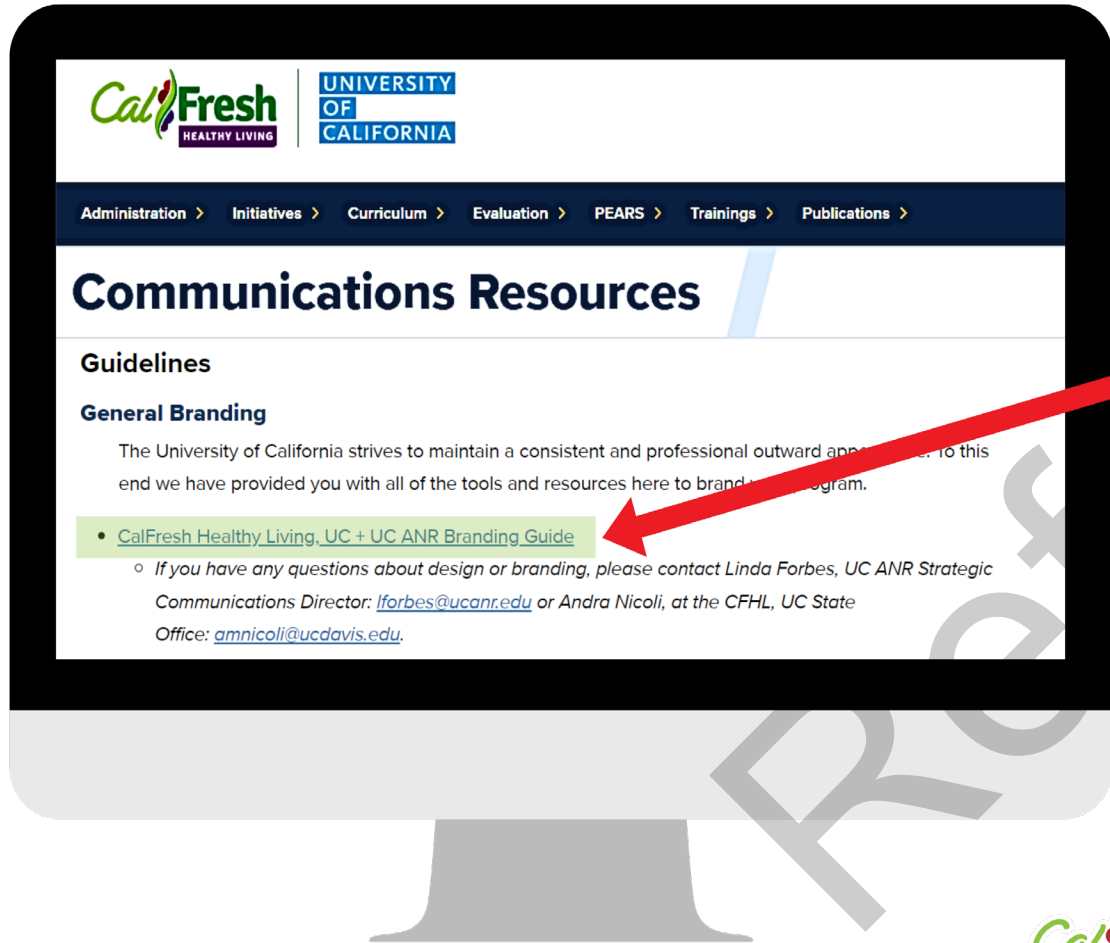 CalFresh
HEALTHY LIVING
UNIVERSITY
OF
CALIFORNIA
Administration > Initiatives > Curriculum > Evaluation > PEARS > Trainings > Publications >
Communications Resources
Guidelines
General Branding
The University of California strives to maintain a consistent and professional outward To this
end we have provided you with all of the tools and resources here to brand
• CalFresh Healthy Living, UC + UC ANR Branding Guide
○ If you have any questions about design or branding, please contact Linda Forbes, UC ANR Strategic
Communications Director: lforbes@ucanr.edu or Andra Nicoli, at the CFHL, UC State
Office: amnicoli@ucdavis.edu.
Ref